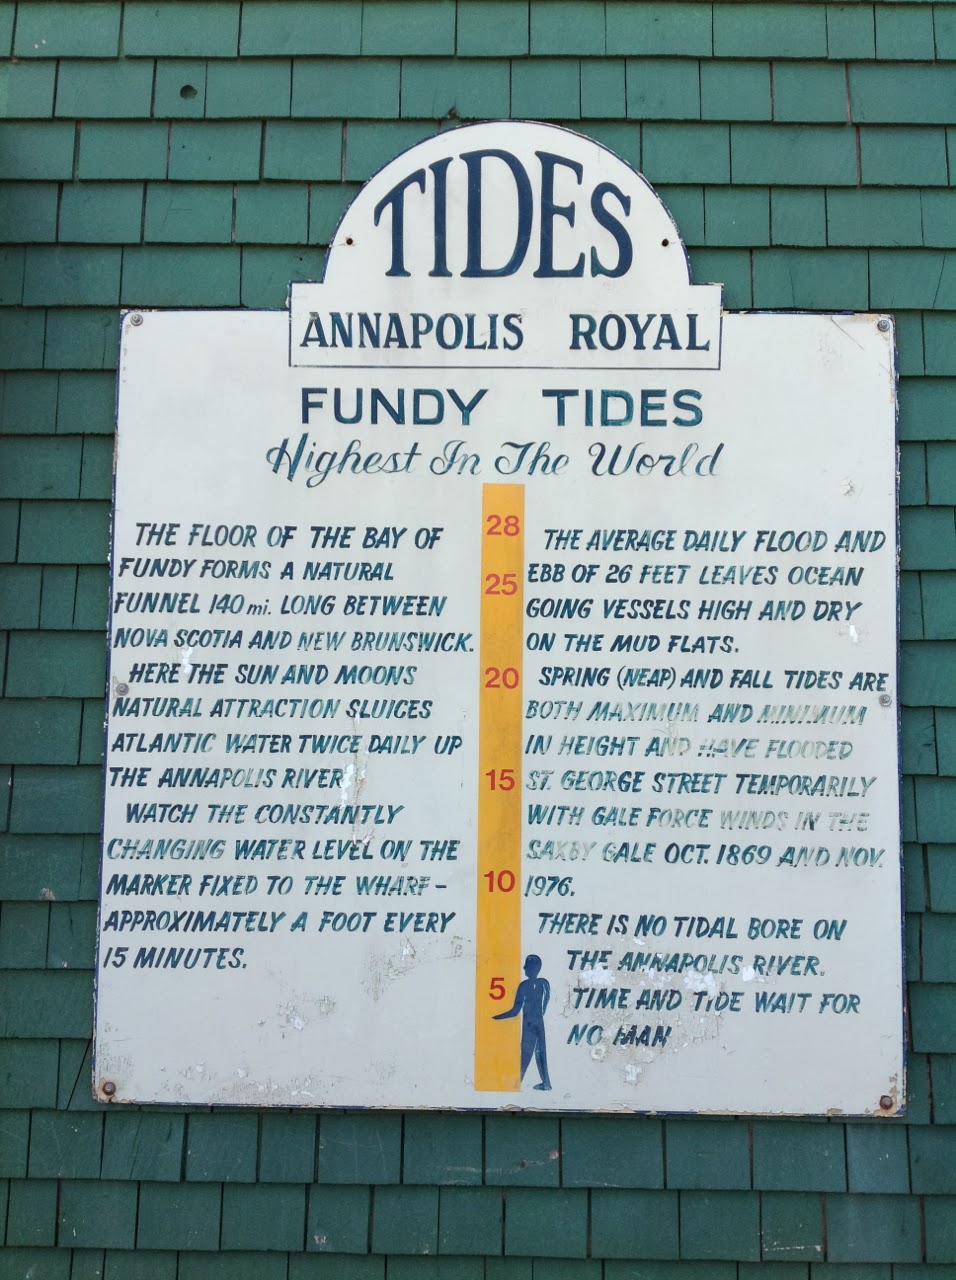 TIDES
ANNAPOLIS ROYAL
FUNDY TIDES
Highest In The World
THE FLOOR OF THE BAY OF
FUNDY FORMS A NATURAL
FUNNEL 140 mi. LONG BETWEEN
NOVA SCOTIA AND NEW BRUNSWICK.
HERE THE SUN AND MOONS
NATURAL ATTRACTION SLUICES
ATLANTIC WATER TWICE DAILY UP
THE ANNAPOLIS RIVER
WATCH THE CONSTANTLY
CHANGING WATER LEVEL ON THE
MARKER FIXED TO THE WHARF -
APPROXIMATELY A FOOT EVERY
15 MINUTES.
28
25
20
15
10
5
THE AVERAGE DAILY FLOOD AND
EBB OF 26 FEET LEAVES OCEAN
GOING VESSELS HIGH AND DRY
ON THE MUD FLATS.
SPRING (NEAP) AND FALL TIDES ARE
BOTH MAXIMUM AND MINIMUM
IN HEIGHT AND HAVE FLOODED
ST. GEORGE STREET TEMPORARILY
WITH GALE FORCE WINDS IN THE
SAXBY GALE OCT. 1869 AND NOV.
1976.
THERE IS NO TIDAL BORE ON
THE ANNAPOLIS RIVER.
TIME AND TIDE WAIT FOR
NO MAN